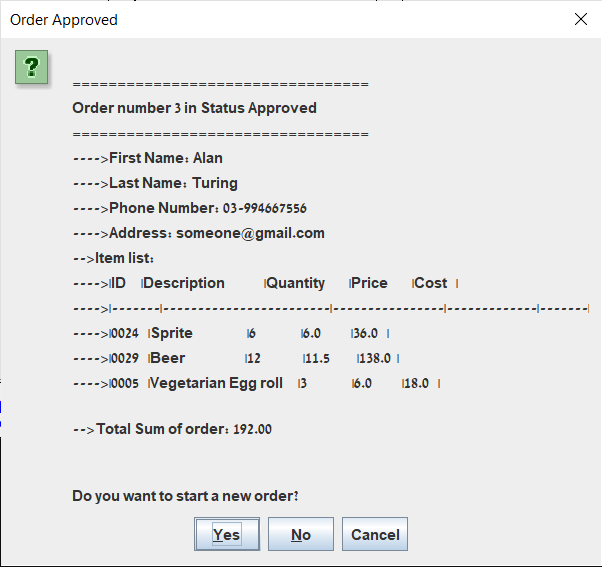 Order Approved
=================================
Order number 3 in Status Approved
=================================
---->First Name: Alan
---->Last Name: Turing
---->Phone Number: 03-994667556
---->Address: someone@gmail.com
-->Item list:
---->|ID |Description |Quantity |Price |Cost |
---->|-------|------------------------|----------------|-------------|-------|
---->|0024 |Sprite |6 |6.0 |36.0 |
---->|0029 |Beer |12 |11.5 |138.0 |
---->|0005 |Vegetarian Egg roll |3 |6.0 |18.0 |
-->Total Sum of order: 192.00
Do you want to start a new order?
Yes No Cancel